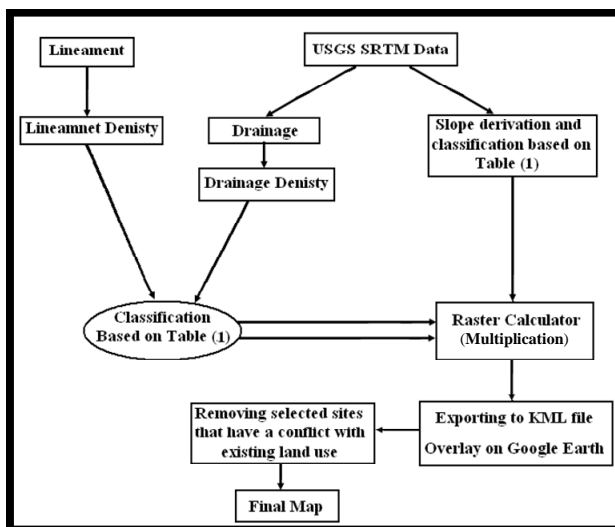 Lineament
USGS SRTM Data
Lineamnet Denisty
Drainage
Slope derivation and
classification based on
Table (1)
Drainage Denisty
Classification
Based on Table (1)
Raster Calculator
(Multiplication)
Removing selected sites
that have a conflict with
existing land use
Exporting to KML file
Overlay on Google Earth
Final Map